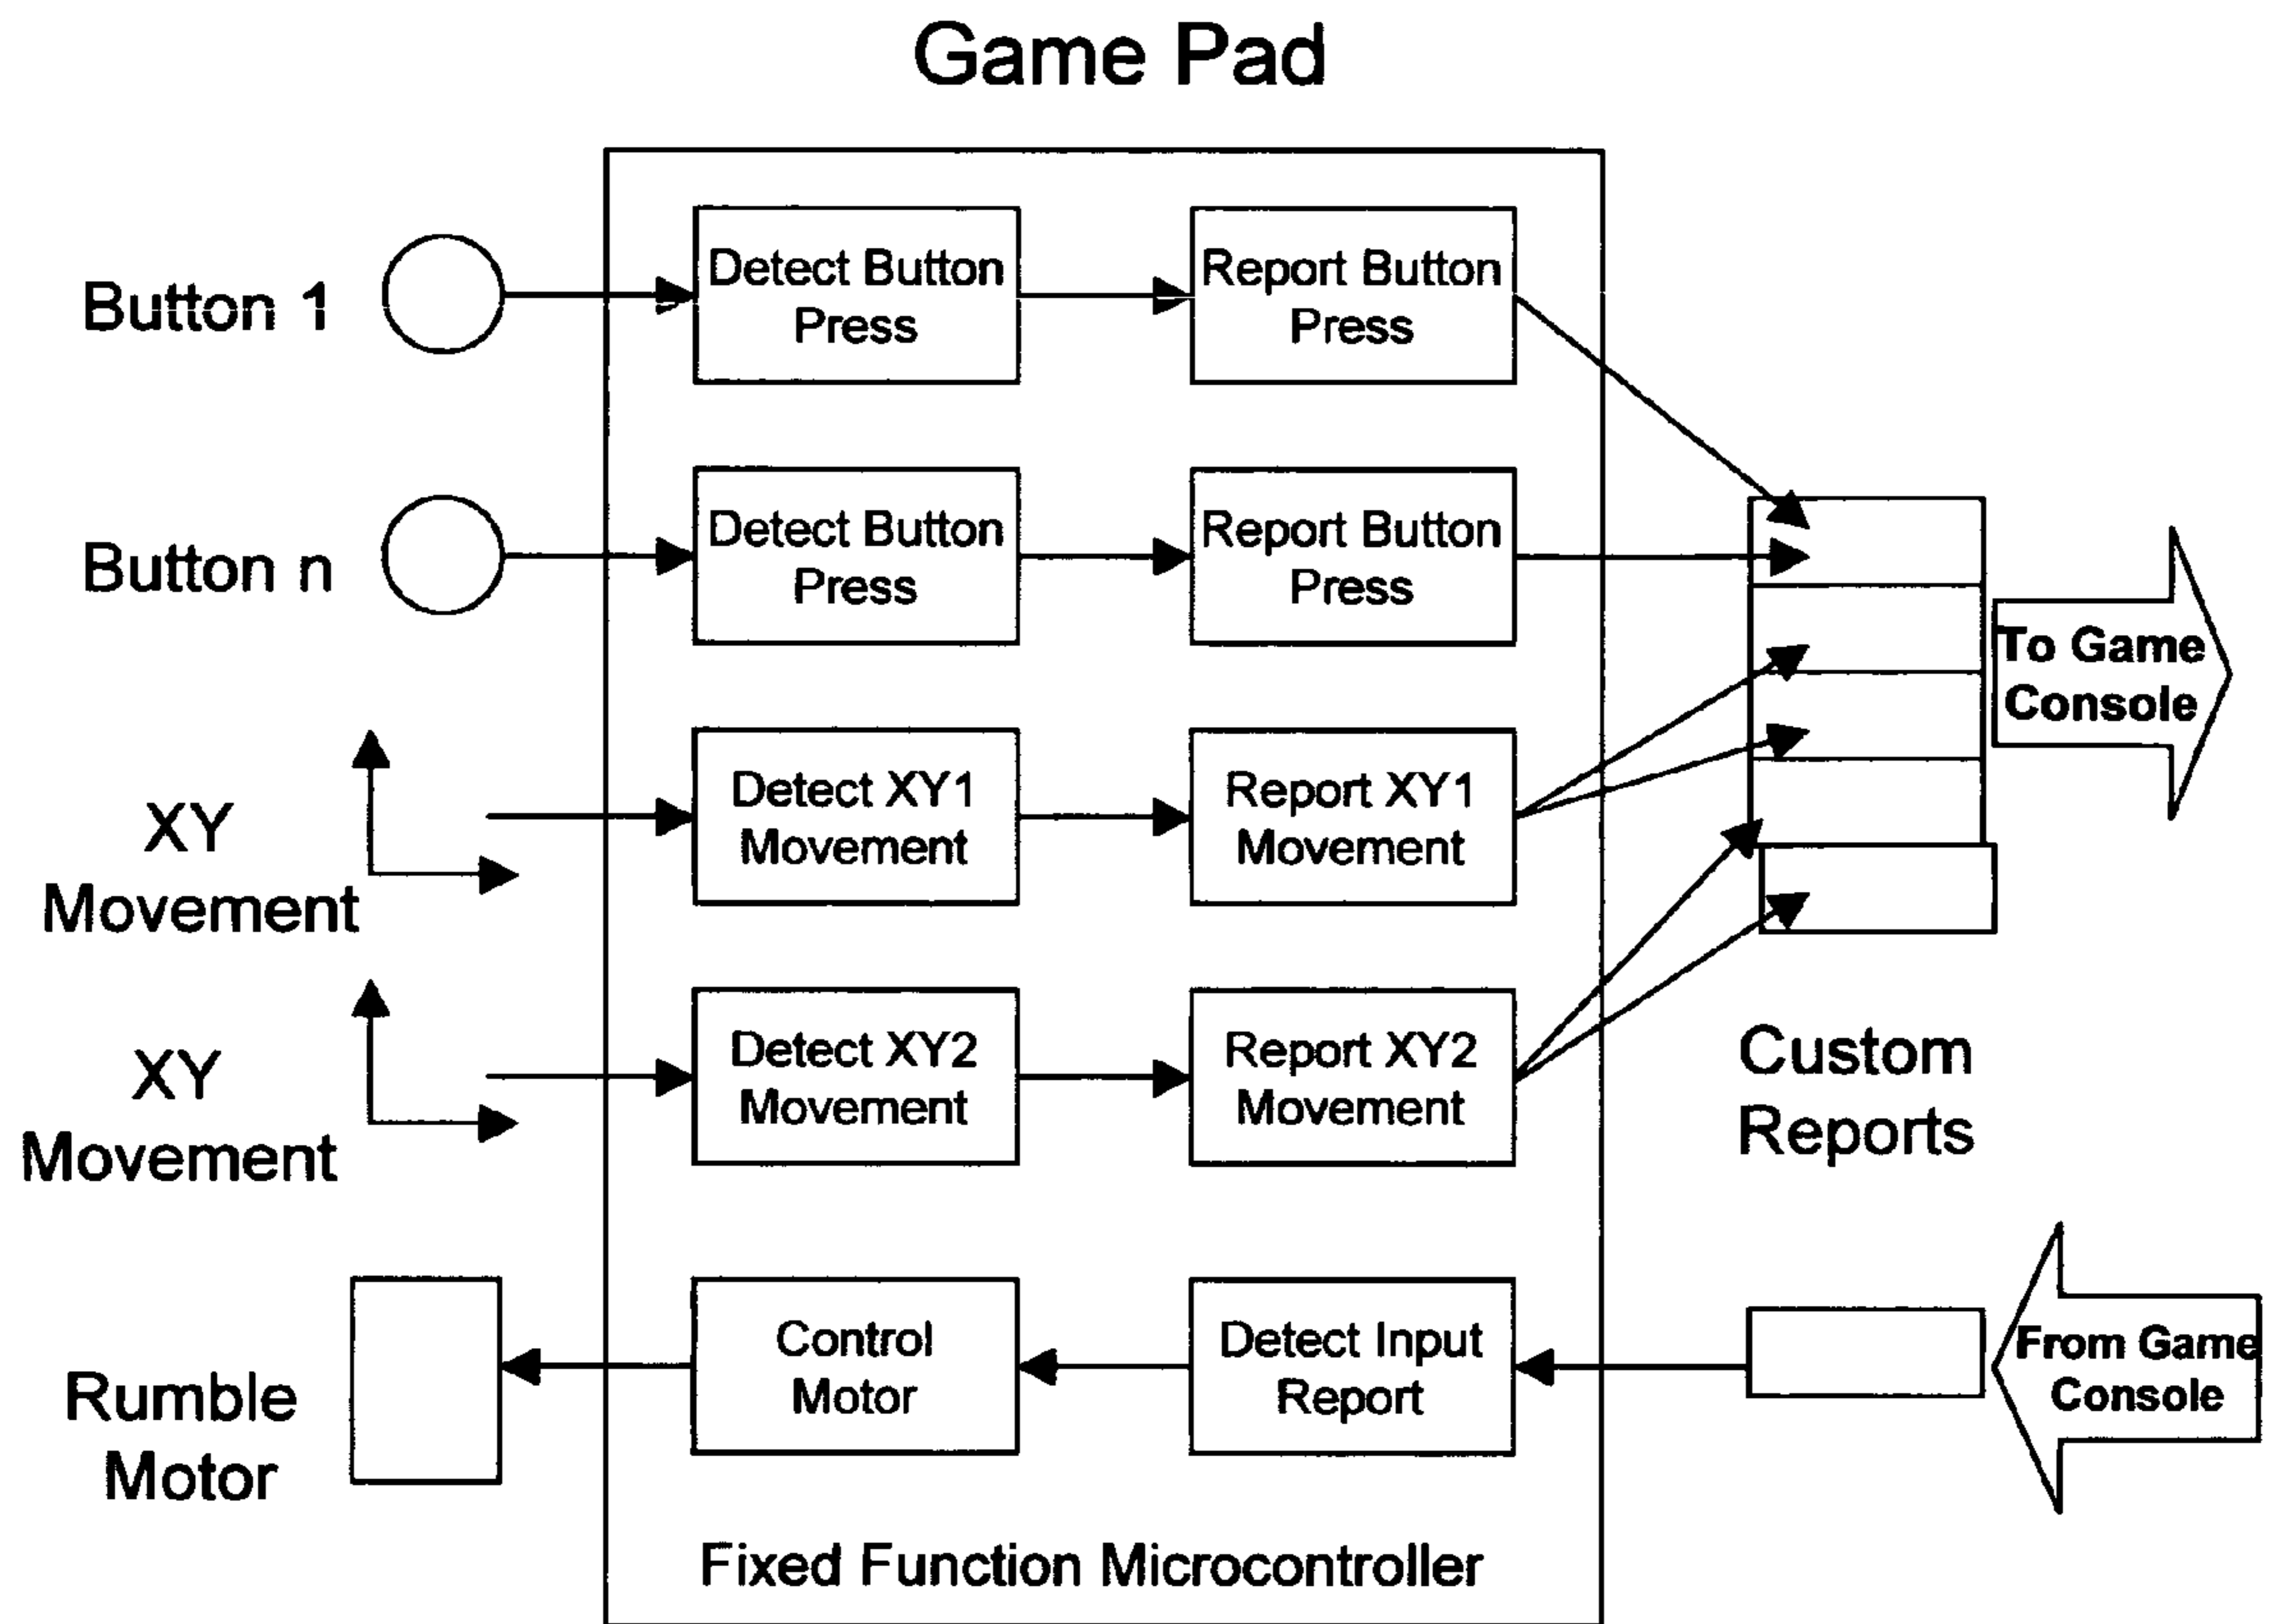 Game Pad
Button 1
Detect Button
Press
Report Button
Press
Button n
Detect Button
Press
Report Button
Press
To Game
Console
XY
Movement
Detect XY1
Movement
Report XY1
Movement
XY
Movement
Detect XY2
Movement
Report XY2
Movement
Custom
Reports
Rumble
Motor
Control
Motor
Detect Input
Report
From Game
Console
Fixed Function Microcontroller